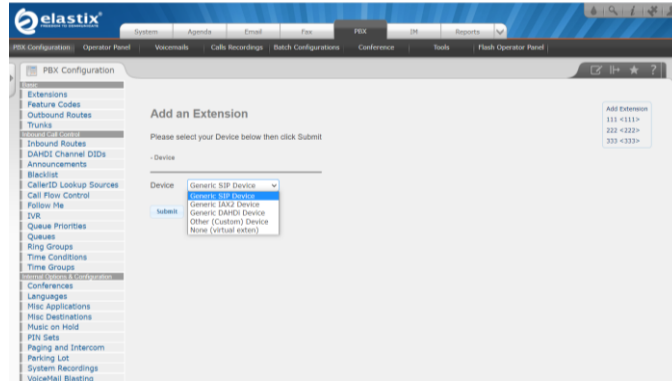 elastix®
System Agenda Email Fax PBX IM Reports
PBX Configuration Operator Panel Voicemails Calls Recordings Batch Configurations Conference Tools Flash Operator Panel
PBX Configuration
Basic
Extensions
Feature Codes
Outbound Routes
Trunks
Inbound Call Control
Inbound Routes
DAHDI Channel DIDs
Announcements
Blacklist
CallerID Lookup Sources
Call Flow Control
Follow Me
IVR
Queue Priorities
Queues
Ring Groups
Time Conditions
Time Groups
Internal Options & Configuration
Conferences
Languages
Misc Applications
Misc Destinations
Music on Hold
PIN Sets
Paging and Intercom
Parking Lot
System Recordings
VoiceMail Blasting
Add an Extension
Please select your Device below then click Submit
- Device
Device Generic SIP Device
Generic SIP Device
Generic IAX2 Device
Generic DAHDI Device
Other (Custom) Device
None (virtual exten)
Submit
Add Extension
111 <111>
222 <222>
333 <333>